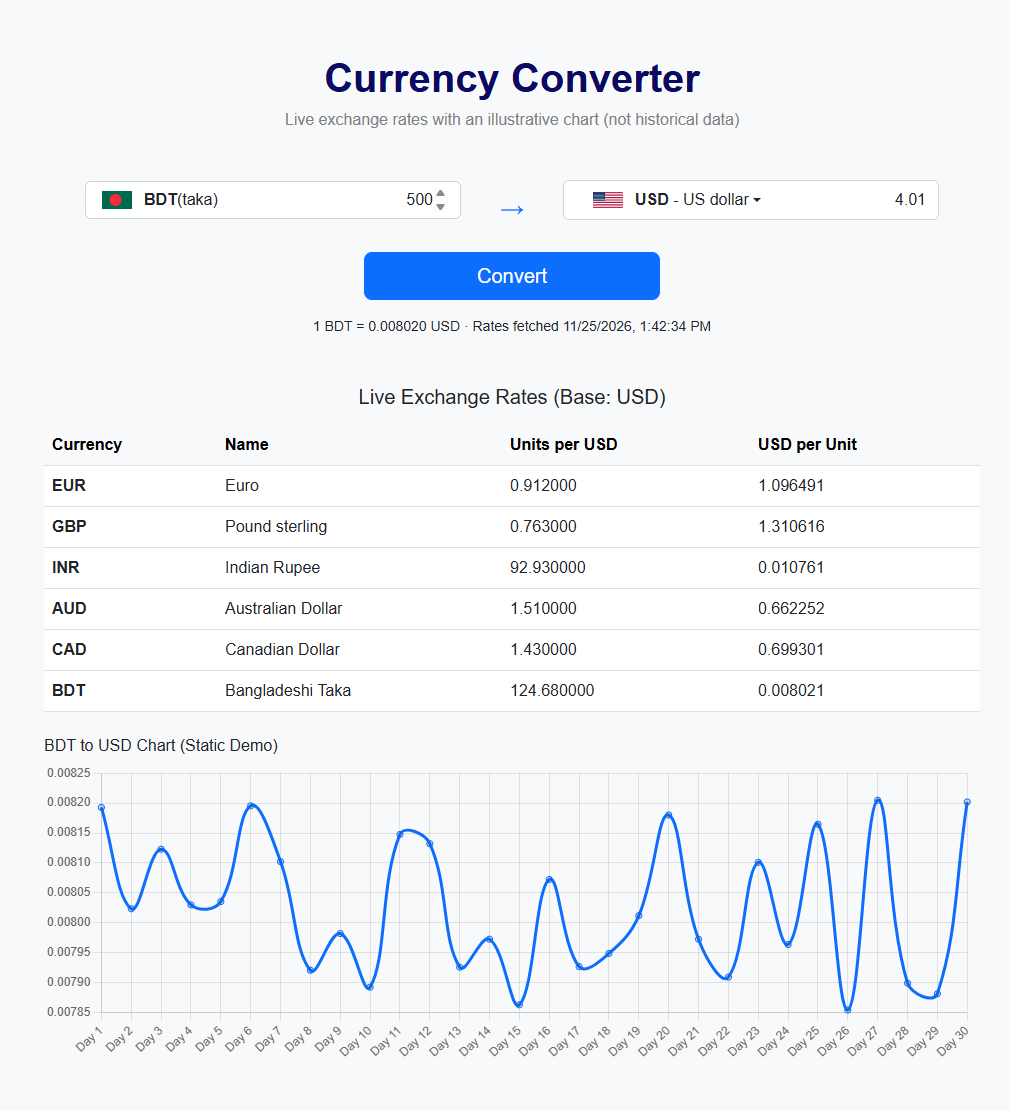 Currency Converter
Live exchange rates with an illustrative chart (not historical data)
BDT(taka) 500 → USD - US dollar 4.01
Convert
1 BDT = 0.008020 USD · Rates fetched 11/25/2026, 1:42:34 PM
Live Exchange Rates (Base: USD)
Currency Name Units per USD USD per Unit
EUR Euro 0.912000 1.096491
GBP Pound sterling 0.763000 1.310616
INR Indian Rupee 92.930000 0.010761
AUD Australian Dollar 1.510000 0.662252
CAD Canadian Dollar 1.430000 0.699301
BDT Bangladeshi Taka 124.680000 0.008021
BDT to USD Chart (Static Demo)
0.00825
0.00820
0.00815
0.00810
0.00805
0.00800
0.00795
0.00790
0.00785
Day 1 Day 2 Day 3 Day 4 Day 5 Day 6 Day 7 Day 8 Day 9 Day 10 Day 11 Day 12 Day 13 Day 14 Day 15 Day 16 Day 17 Day 18 Day 19 Day 20 Day 21 Day 22 Day 23 Day 24 Day 25 Day 26 Day 27 Day 28 Day 29 Day 30